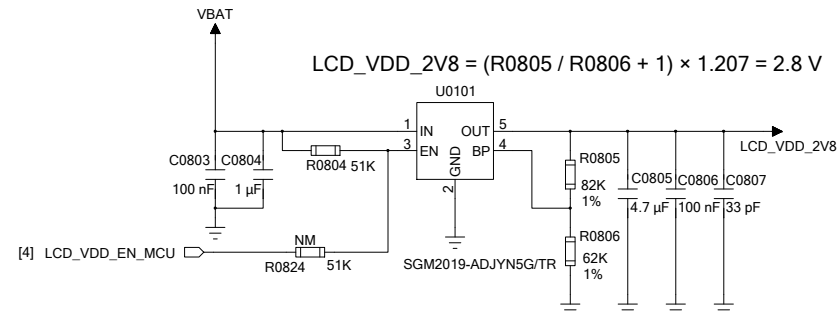 VBAT
LCD_VDD_2V8 = (R0805 / R0806 + 1) × 1.207 = 2.8 V
U0101
1 IN OUT 5
3 EN BP 4
GND
2
C0803
100 nF
C0804
1 µF
R0804 51K
LCD_VDD_2V8
R0805
82K
1%
C0805
4.7 µF
C0806
100 nF
C0807
33 pF
R0806
62K
1%
[4] LCD_VDD_EN_MCU
NM
R0824 51K
SGM2019-ADJYN5G/TR